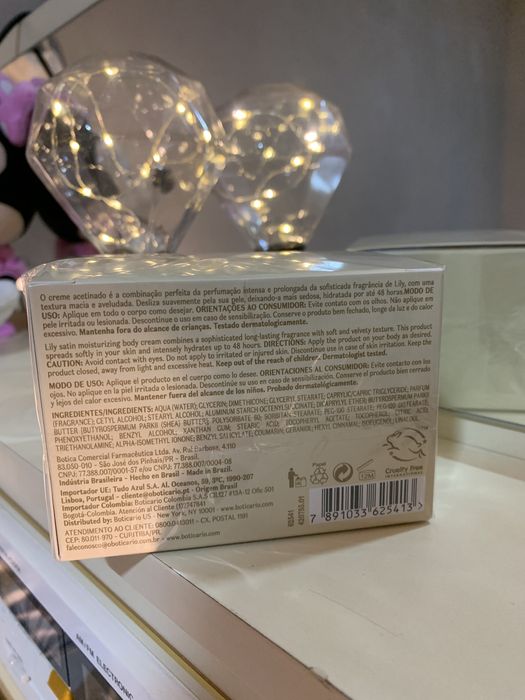 O creme acetinado é a combinação perfeita da perfumação intensa e prolongada da sofisticada fragrância de Lily, com uma
textura macia e aveludada. Desliza suavemente pela sua pele, deixando-a mais sedosa, hidratada por até 48 horas. MODO DE
USO: Aplique em todo o corpo como desejar. ORIENTAÇÕES AO CONSUMIDOR: Evite contato com os olhos. Não aplique em
pele irritada ou lesionada. Descontinue o uso em caso de sensibilização. Conserve o produto bem fechado, longe da luz e do calor
excessivo. Mantenha fora do alcance de crianças. Testado dermatologicamente.
Lily satin moisturizing body cream combines a sophisticated long-lasting fragrance with soft and velvety texture. This product
spreads softly in your skin and intensely hydrates up to 48 hours. DIRECTIONS: Apply the product on your body as desired.
CAUTION: Avoid contact with eyes. Do not apply to irritated or injured skin. Discontinue use in case of skin irritation. Keep the
pack closed, away from light and excessive heat. Keep out of the reach of children. Dermatologist tested.
MODO DE USO: Aplique el producto en el cuerpo como lo desee. ORIENTACIONES AL CONSUMIDOR: Evite contacto con los
ojos. No aplique en la piel irritada o lesionada. Descontinúe su uso en caso de sensibilización. Conserve el producto bien cerrado
y lejos del calor excesivo. Mantener fuera del alcance de los niños. Probado dermatológicamente.
INGREDIENTES/INGREDIENTS: AQUA (WATER); GLYCERIN; DIMETHICONE; GLYCERYL STEARATE; CAPRYLIC/CAPRIC TRIGLYCERIDE; PARFUM
(FRAGRANCE); CETYL ALCOHOL; STEARYL ALCOHOL; ALUMINUM STARCH OCTENYLSUCCINATE; DICAPRYLYL ETHER; BUTYROSPERMUM PARKII
BUTTER (BUTYROSPERMUM PARKII (SHEA) BUTTER); POLYSORBATE 60; SORBITAN STEARATE; PEG-100 STEARATE;
PHENOXYETHANOL; BENZYL ALCOHOL; XANTHAN GUM; STEARIC ACID; TOCOPHERYL ACETATE; TOCOPHEROL; CITRIC ACID;
TRIETHANOLAMINE; ALPHA-ISOMETHYL IONONE; BENZYL SALICYLATE; COUMARIN; GERANIOL; HEXYL CINNAMAL; LINALOOL
Botica Comercial Farmacêutica Ltda. Av. Rui Barbosa, 4.110
83.050-010 - São José dos Pinhais/PR - Brasil.
CNPJ: 77.388.007/0001-57 e/ou CNPJ: 77.388.007/0004-08
Indústria Brasileira - Hecho en Brasil - Made in Brazil.
Importador UE: Tudo Azul S.A. Al. Oceanos, 59, 3ºC, 1990-207
Lisboa, Portugal - cliente@oboticario.pt - Origem Brasil
Importador Colombia: Boticario Colombia S.A.S Cll.127 #13A-12 Ofic 501
Bogotá-Colombia. Atención al Cliente (1)7747841
Distributed by: Boticario US - New York, NY 10001 - www.boticario.com
ATENDIMENTO AO CLIENTE: 0800.0413011 - CX. POSTAL 1191
CEP: 80.011-970 - CURITIBA/PR.
faleconosco@oboticario.com.br - www.boticario.com.br
Papel
12M
Cruelty Free
INTERNATIONAL
7 891033 625413 >